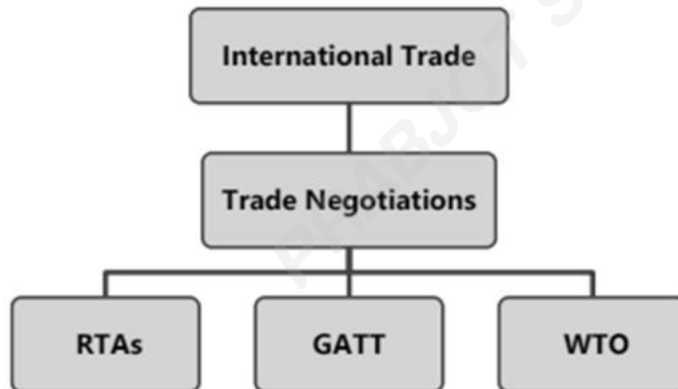 International Trade
Trade Negotiations
RTAs
GATT
WTO